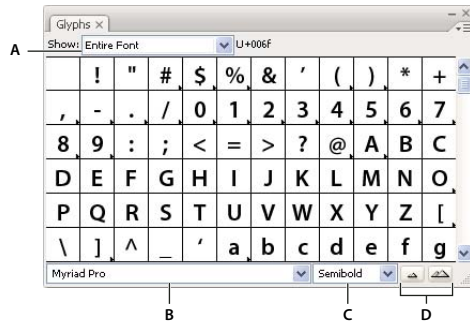 Glyphs ×
A Show: Entire Font U+006f
! " # $ % & ′ ( ) * +
, - . / 0 1 2 3 4 5 6 7
8 9 : ; < = > ? @ A B C
D E F G H I J K L M N O
P Q R S T U V W X Y Z [
\ ] ^ _ ‘ a b c d e f g
Myriad Pro Semibold
B C D